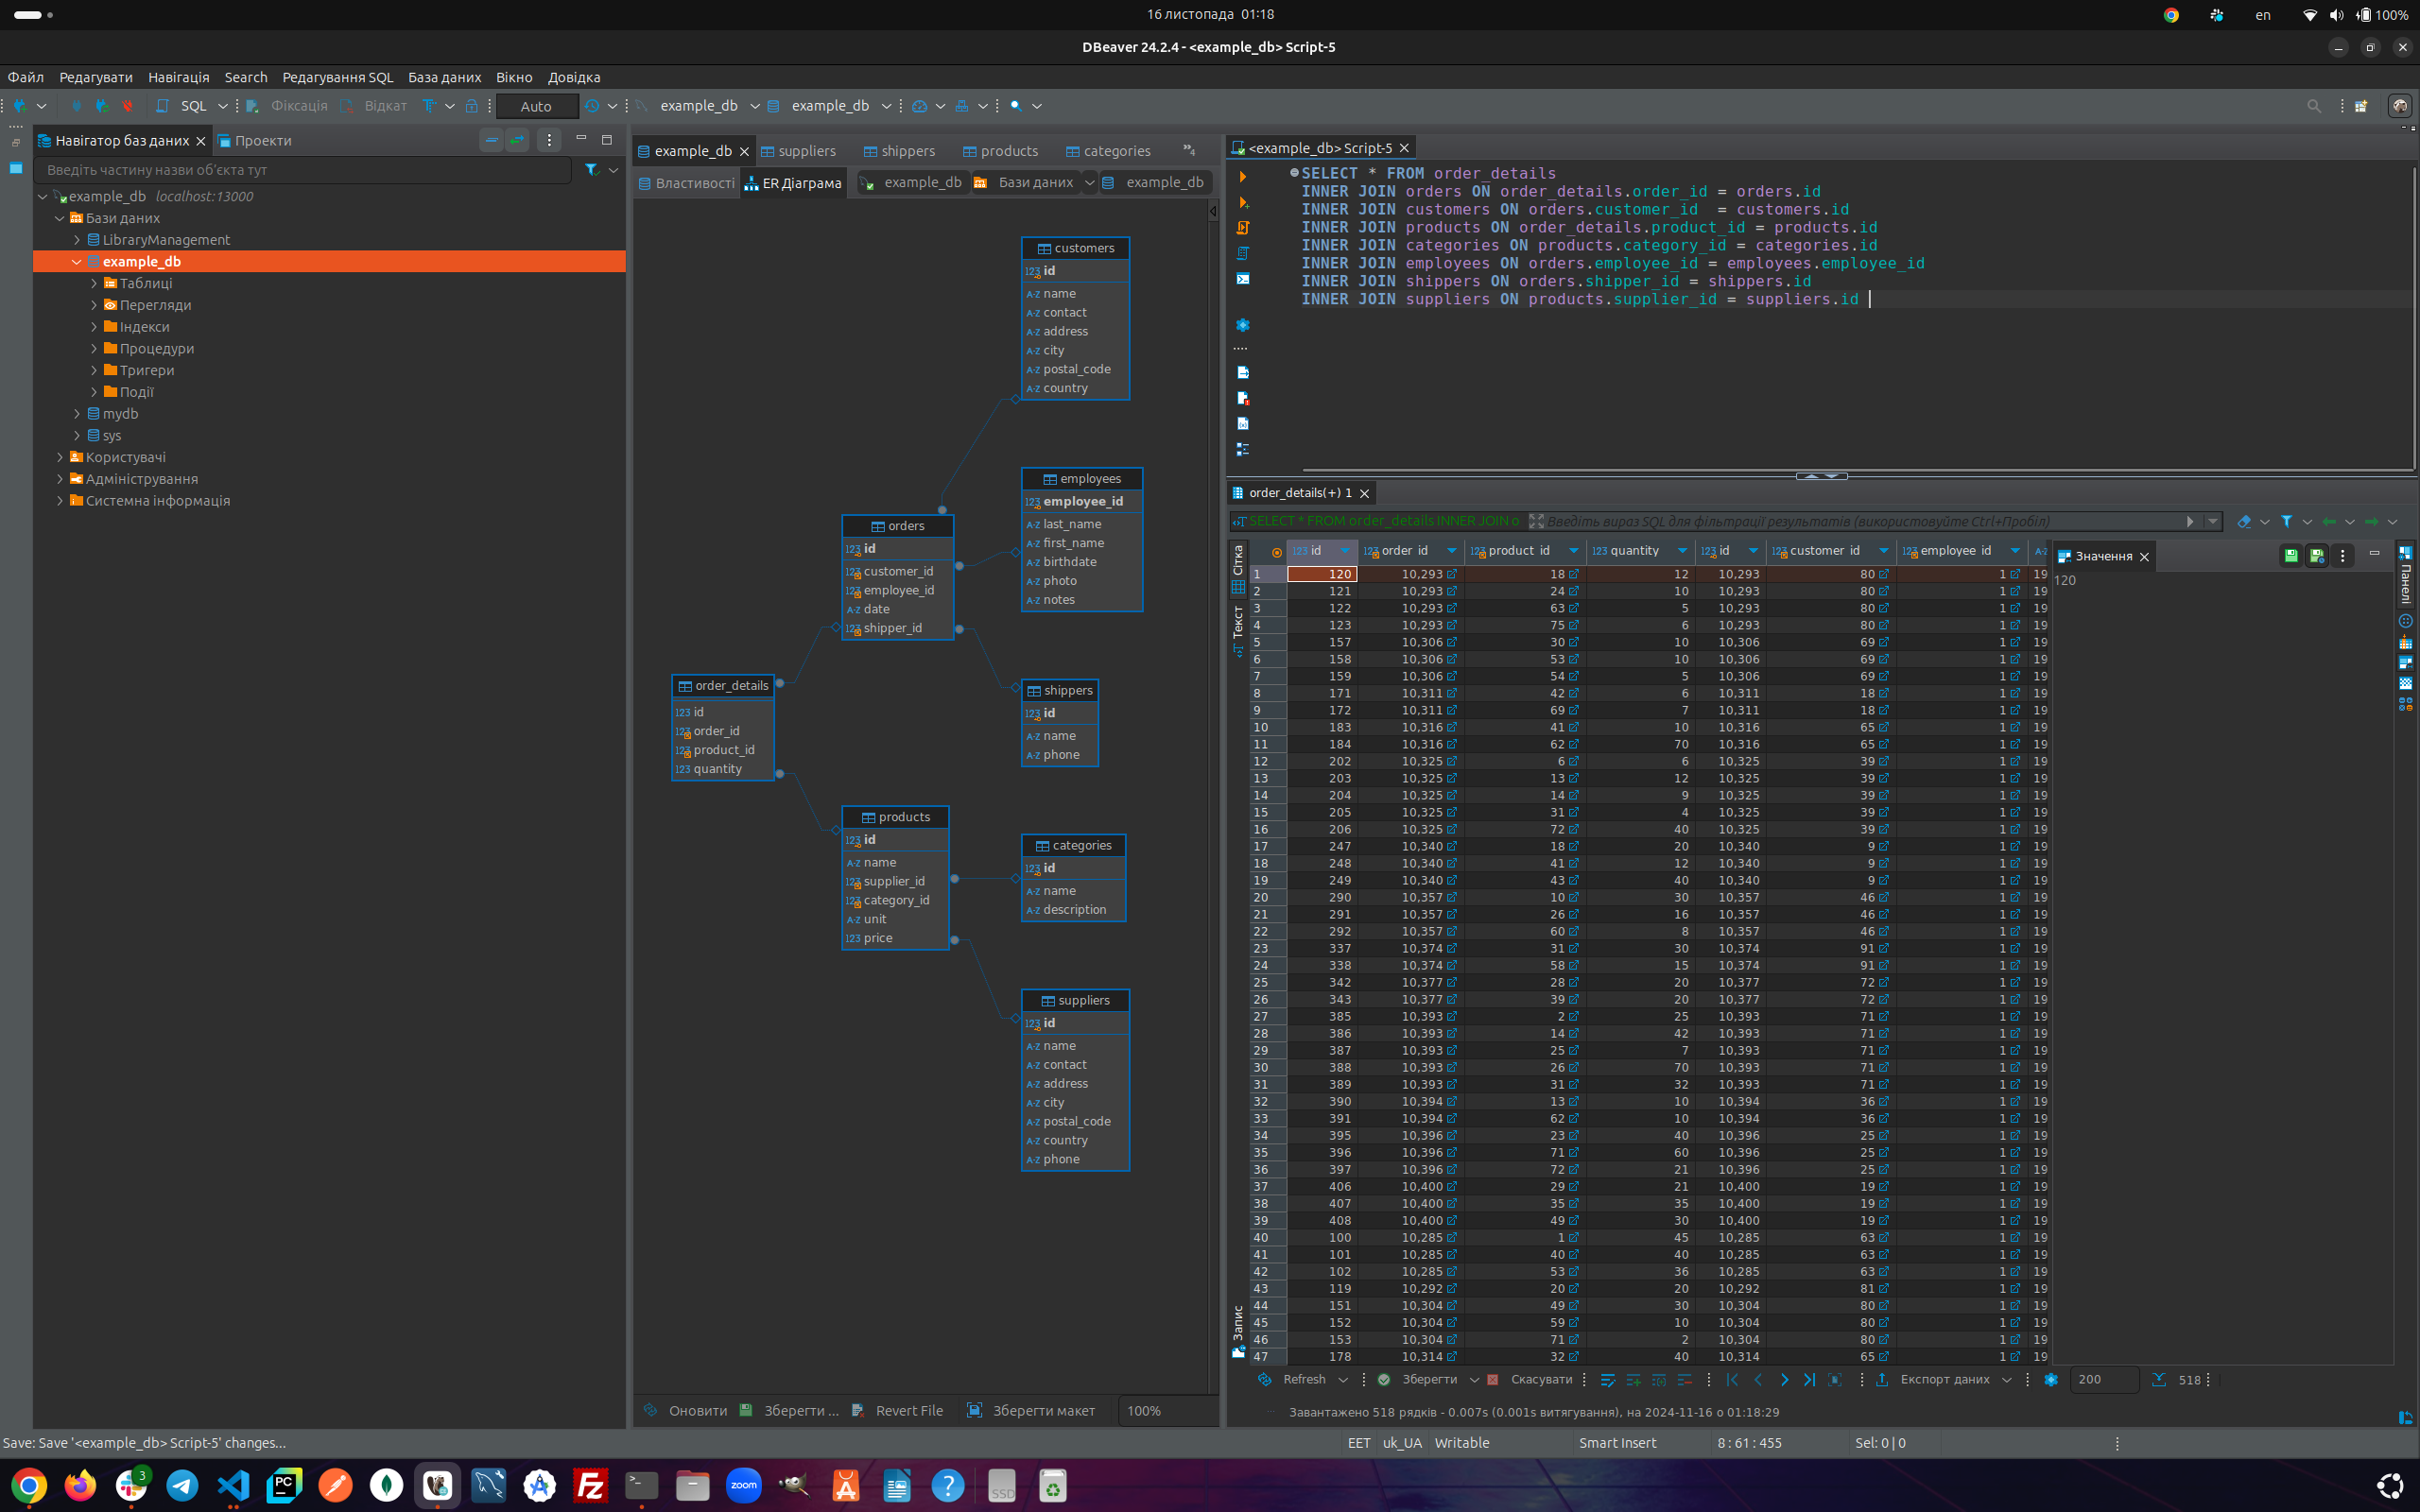 16 листопада 01:18
en
100%
DBeaver 24.2.4 - <example_db> Script-5
Файл Редагувати Навігація Search Редагування SQL База даних Вікно Довідка
SQL Фіксація Відкат Auto example_db example_db
Навігатор баз даних Проекти
Введіть частину назви об'єкта тут
example_db localhost:13000
Бази даних
LibraryManagement
example_db
Таблиці
Перегляди
Індекси
Процедури
Тригери
Події
mydb
sys
Користувачі
Адміністрування
Системна інформація
example_db suppliers shippers products categories »4
Властивості ER Діаграма example_db Бази даних example_db
customers
id
name
contact
address
city
postal_code
country
employees
employee_id
last_name
first_name
birthdate
photo
notes
orders
id
customer_id
employee_id
date
shipper_id
shippers
id
name
phone
order_details
id
order_id
product_id
quantity
products
id
name
supplier_id
category_id
unit
price
categories
id
name
description
suppliers
id
name
contact
address
city
postal_code
country
phone
Оновити Зберегти ... Revert File Зберегти макет 100%
<example_db> Script-5
SELECT * FROM order_details
INNER JOIN orders ON order_details.order_id = orders.id
INNER JOIN customers ON orders.customer_id = customers.id
INNER JOIN products ON order_details.product_id = products.id
INNER JOIN categories ON products.category_id = categories.id
INNER JOIN employees ON orders.employee_id = employees.employee_id
INNER JOIN shippers ON orders.shipper_id = shippers.id
INNER JOIN suppliers ON products.supplier_id = suppliers.id
order_details(+) 1
SELECT * FROM order_details INNER JOIN o Введіть вираз SQL для фільтрації результатів (використовуйте Ctrl+Пробіл)
Сітка
Текст
Запис
id order_id product_id quantity id customer_id employee_id
1 120 10,293 18 12 10,293 80 1 19
2 121 10,293 24 10 10,293 80 1 19
3 122 10,293 63 5 10,293 80 1 19
4 123 10,293 75 6 10,293 80 1 19
5 157 10,306 30 10 10,306 69 1 19
6 158 10,306 53 10 10,306 69 1 19
7 159 10,306 54 5 10,306 69 1 19
8 171 10,311 42 6 10,311 18 1 19
9 172 10,311 69 7 10,311 18 1 19
10 183 10,316 41 10 10,316 65 1 19
11 184 10,316 62 70 10,316 65 1 19
12 202 10,325 6 6 10,325 39 1 19
13 203 10,325 13 12 10,325 39 1 19
14 204 10,325 14 9 10,325 39 1 19
15 205 10,325 31 4 10,325 39 1 19
16 206 10,325 72 40 10,325 39 1 19
17 247 10,340 18 20 10,340 9 1 19
18 248 10,340 41 12 10,340 9 1 19
19 249 10,340 43 40 10,340 9 1 19
20 290 10,357 10 30 10,357 46 1 19
21 291 10,357 26 16 10,357 46 1 19
22 292 10,357 60 8 10,357 46 1 19
23 337 10,374 31 30 10,374 91 1 19
24 338 10,374 58 15 10,374 91 1 19
25 342 10,377 28 20 10,377 72 1 19
26 343 10,377 39 20 10,377 72 1 19
27 385 10,393 2 25 10,393 71 1 19
28 386 10,393 14 42 10,393 71 1 19
29 387 10,393 25 7 10,393 71 1 19
30 388 10,393 26 70 10,393 71 1 19
31 389 10,393 31 32 10,393 71 1 19
32 390 10,394 13 10 10,394 36 1 19
33 391 10,394 62 10 10,394 36 1 19
34 395 10,396 23 40 10,396 25 1 19
35 396 10,396 71 60 10,396 25 1 19
36 397 10,396 72 21 10,396 25 1 19
37 406 10,400 29 21 10,400 19 1 19
38 407 10,400 35 35 10,400 19 1 19
39 408 10,400 49 30 10,400 19 1 19
40 100 10,285 1 45 10,285 63 1 19
41 101 10,285 40 40 10,285 63 1 19
42 102 10,285 53 36 10,285 63 1 19
43 119 10,292 20 20 10,292 81 1 19
44 151 10,304 49 30 10,304 80 1 19
45 152 10,304 59 10 10,304 80 1 19
46 153 10,304 71 2 10,304 80 1 19
47 178 10,314 32 40 10,314 65 1 19
Значення
120
Панелі
Refresh Зберегти Скасувати Експорт даних 200 518
Завантажено 518 рядків - 0.007s (0.001s витягування), на 2024-11-16 о 01:18:29
Save: Save '<example_db> Script-5' changes...
EET uk_UA Writable Smart Insert 8 : 61 : 455 Sel: 0 | 0
3
PC
Fz
zoom
SSD